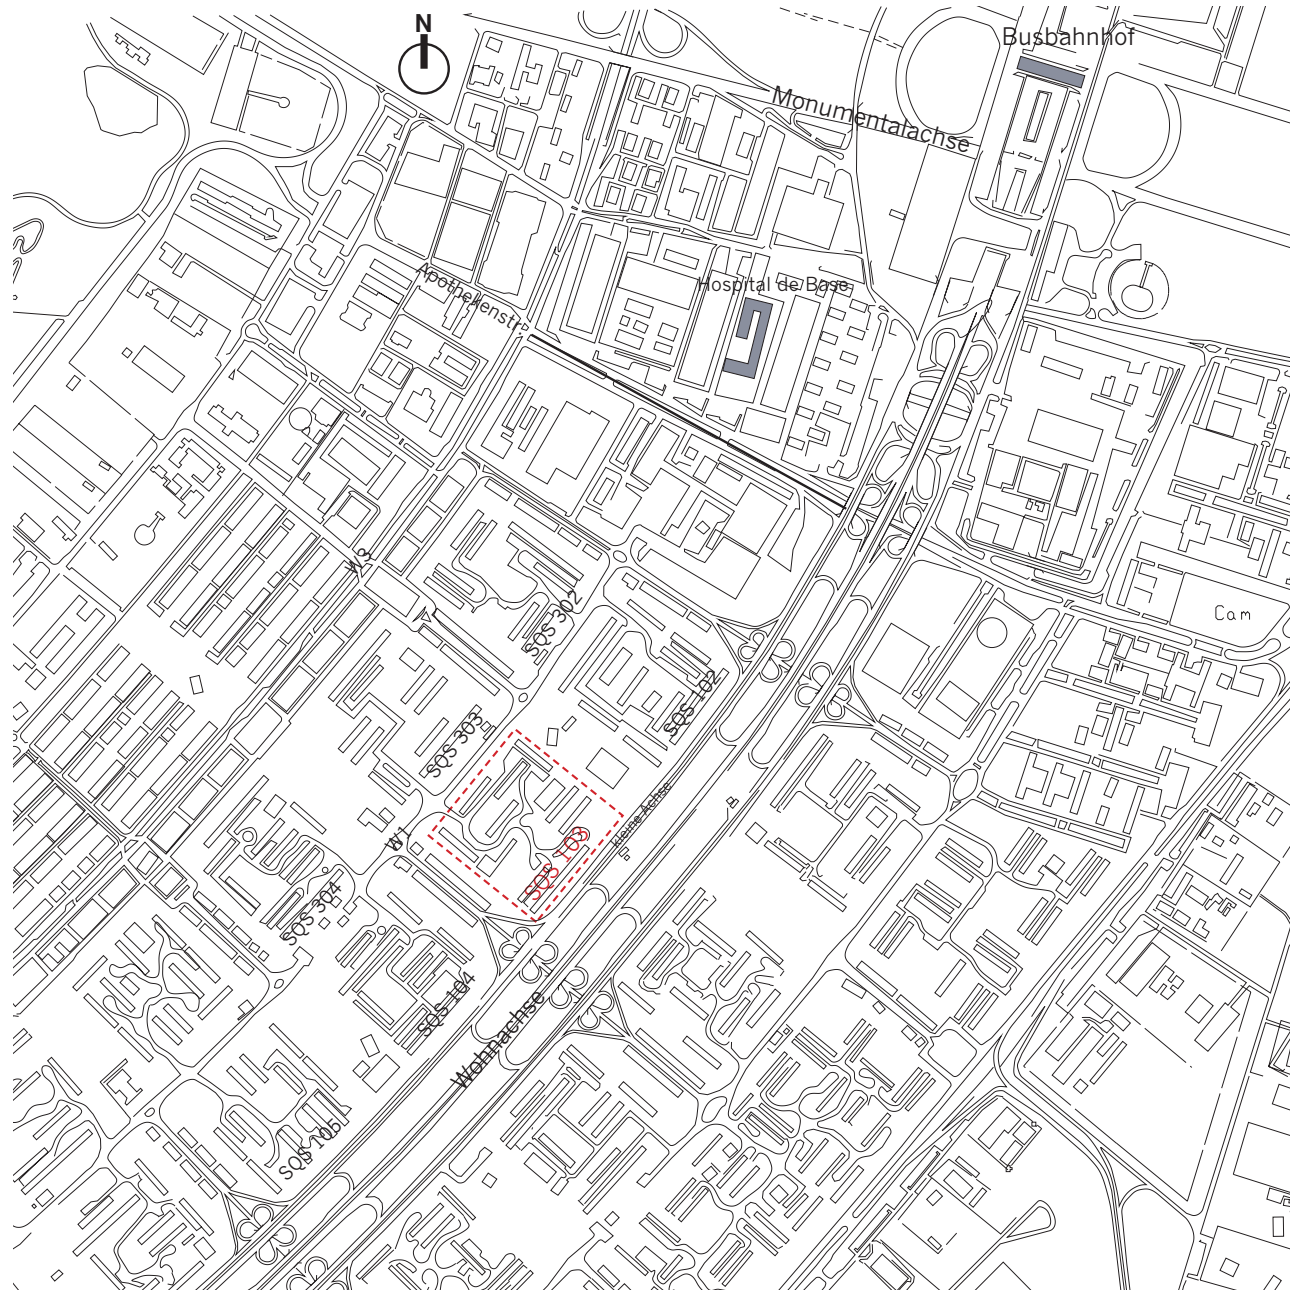 N
Busbahnhof
Monumentalachse
Apothekenstr.
Hospital de Base
W3
SQS 302
Cam
SQS 102
SQS 303
kleine Achse
W1
SQS 103
SQS 304
SQS 104
Wohnachse
SQS 105